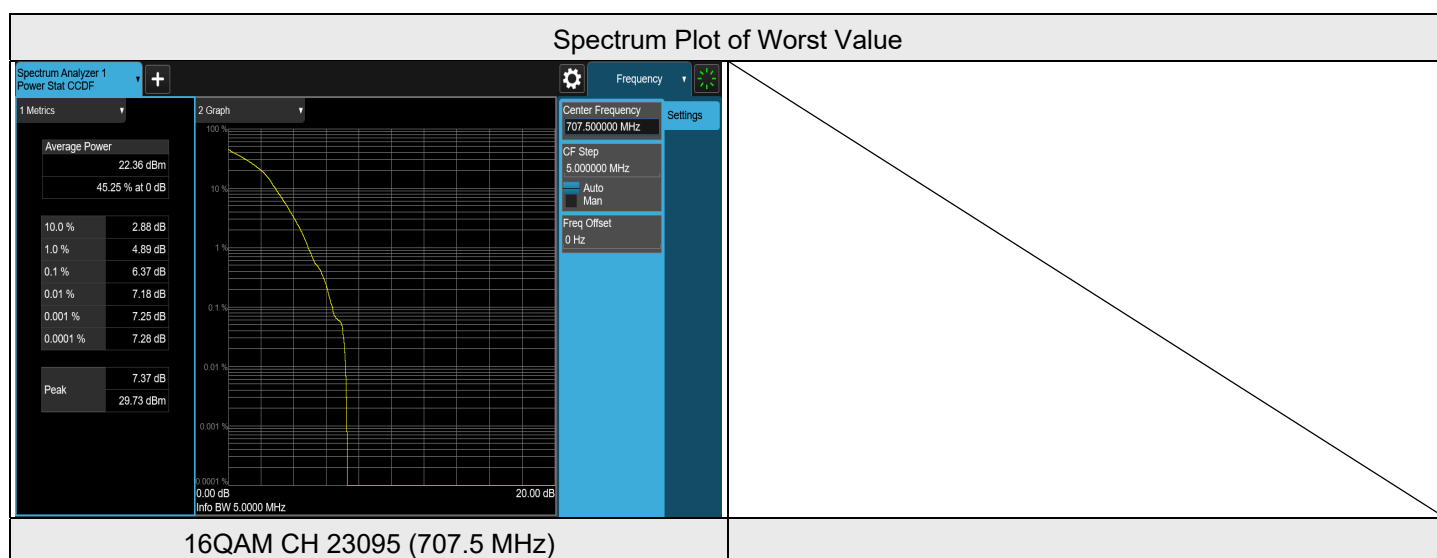 Spectrum Plot of Worst Value
Spectrum Analyzer 1
Power Stat CCDF
+
Frequency
1 Metrics
2 Graph
Center Frequency
707.500000 MHz
Settings
CF Step
5.000000 MHz
Auto
Man
Freq Offset
0 Hz
Average Power
22.36 dBm
45.25 % at 0 dB
10.0 % 2.88 dB
1.0 % 4.89 dB
0.1 % 6.37 dB
0.01 % 7.18 dB
0.001 % 7.25 dB
0.0001 % 7.28 dB
Peak 7.37 dB
29.73 dBm
100 %
10 %
1 %
0.1 %
0.01 %
0.001 %
0.0001 %
0.00 dB 20.00 dB
Info BW 5.0000 MHz
16QAM CH 23095 (707.5 MHz)